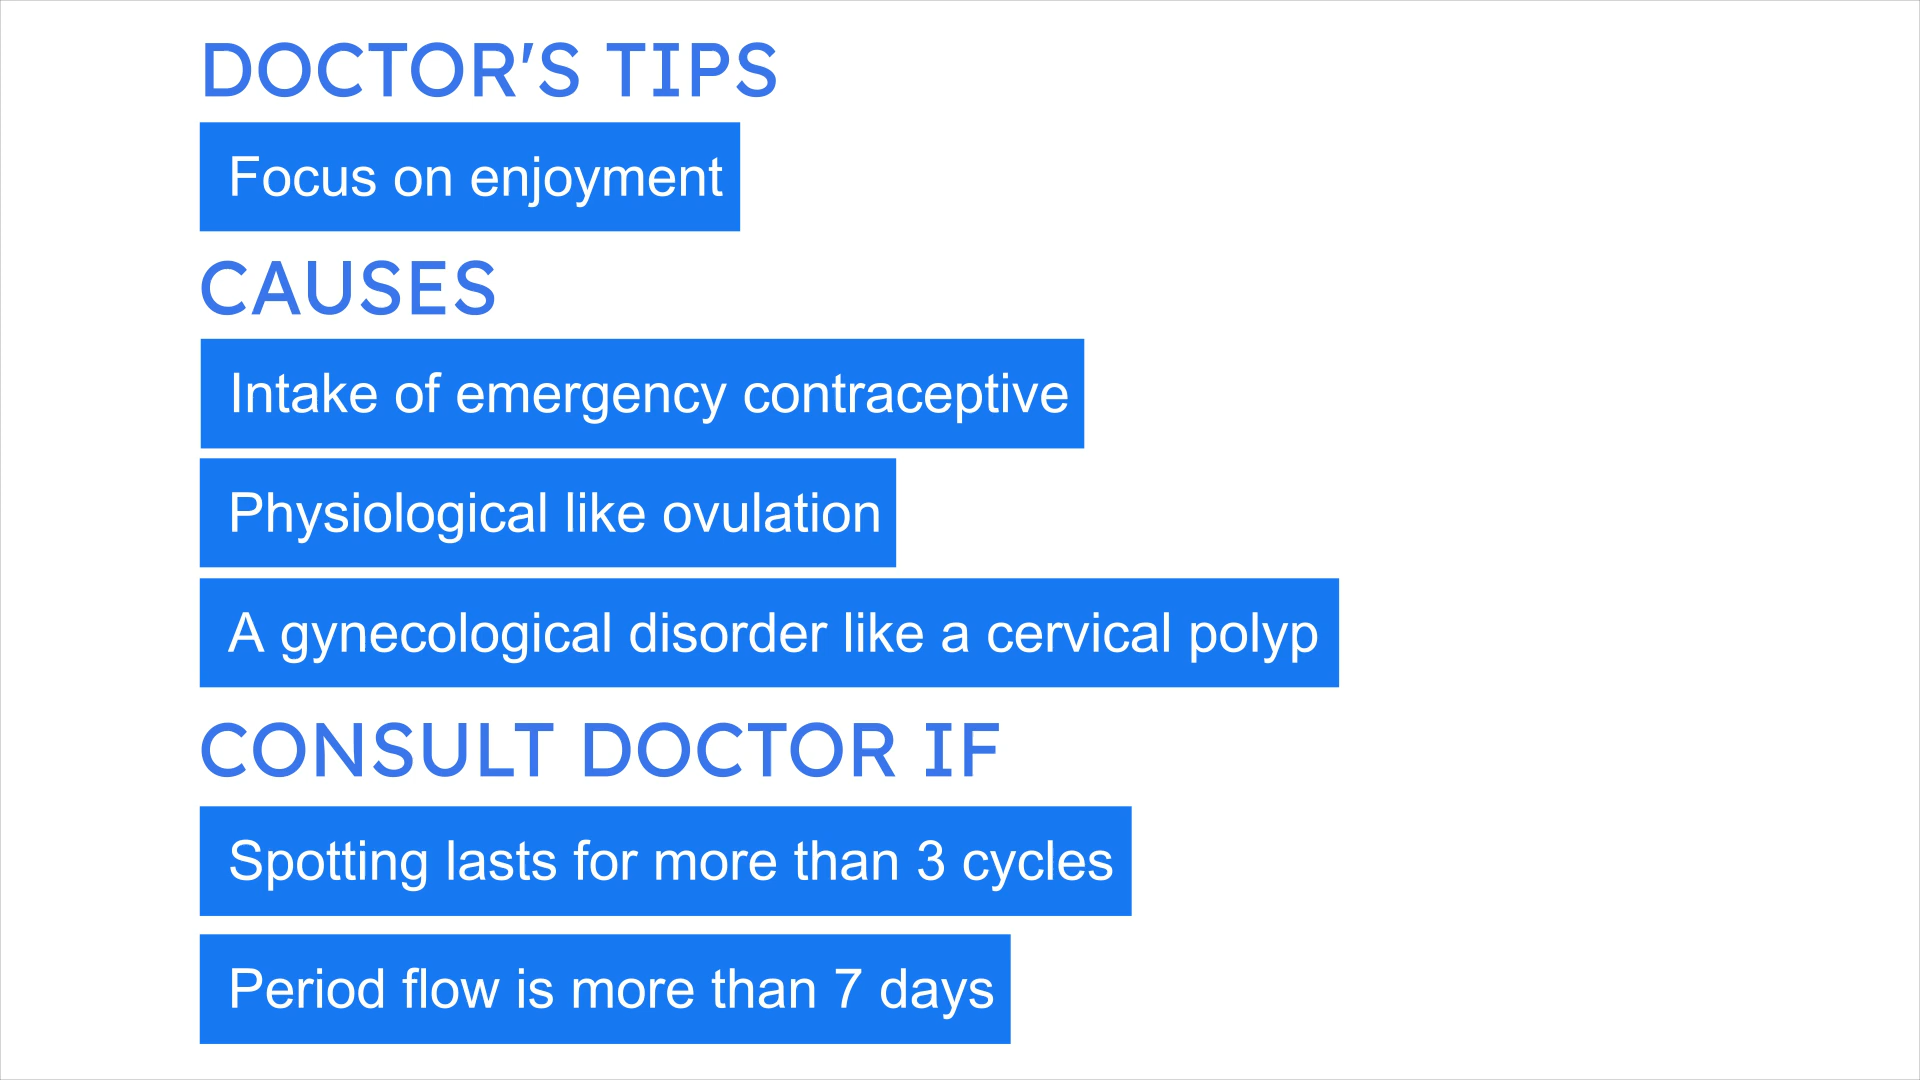 DOCTOR'S TIPS
Focus on enjoyment
CAUSES
Intake of emergency contraceptive
Physiological like ovulation
A gynecological disorder like a cervical polyp
CONSULT DOCTOR IF
Spotting lasts for more than 3 cycles
Period flow is more than 7 days